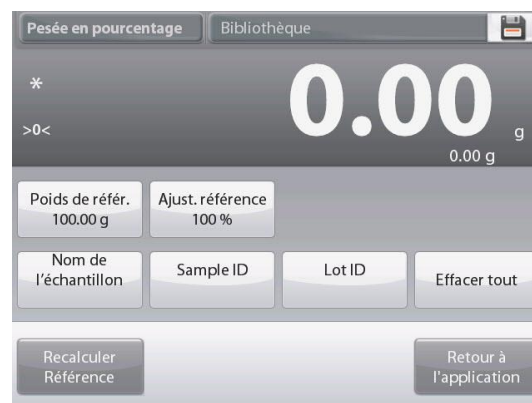 Pesée en pourcentage
Bibliothèque
*
>0<
0.00 g
0.00 g
Poids de référ.
100.00 g
Ajust. référence
100 %
Nom de
l'échantillon
Sample ID
Lot ID
Effacer tout
Recalculer
Référence
Retour à
l'application